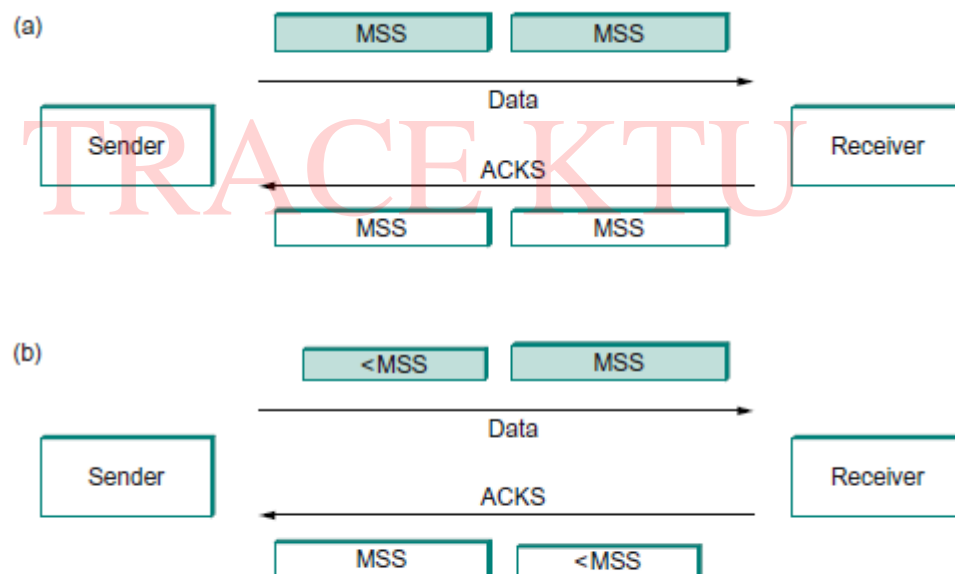 (a)
MSS MSS
Data
Sender Receiver
TRACE KTU
ACKS
MSS MSS
(b)
<MSS MSS
Data
Sender Receiver
ACKS
MSS <MSS